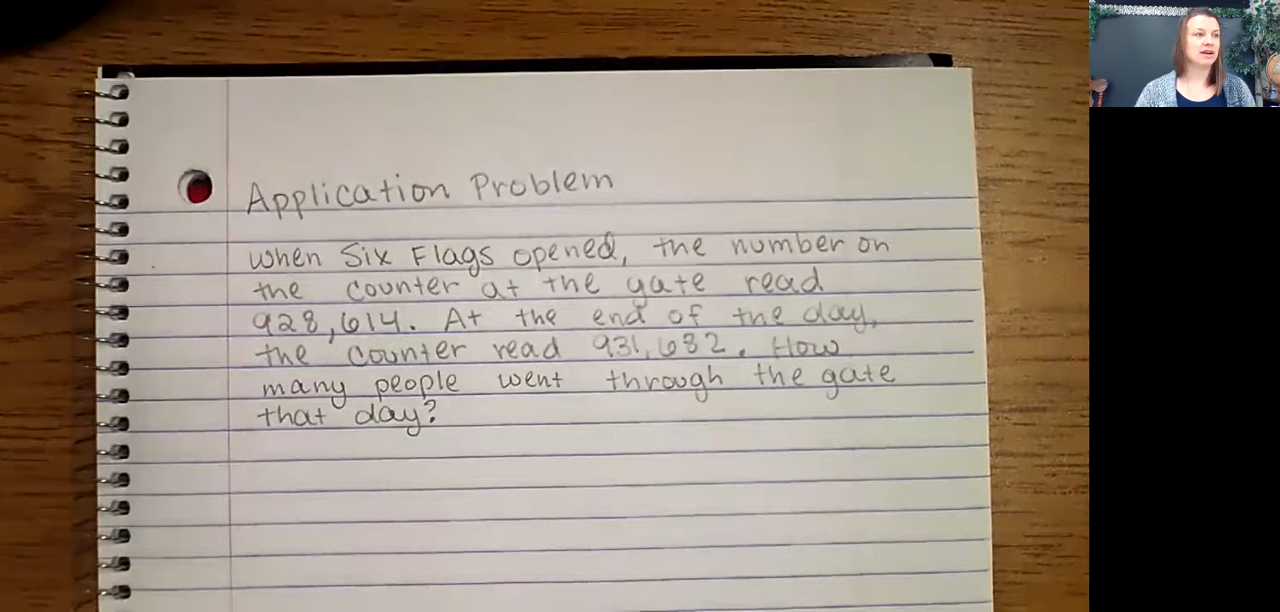 Application Problem
When Six Flags opened, the number on
the counter at the gate read
928,614. At the end of the day,
the counter read 931,682. How
many people went through the gate
that day?